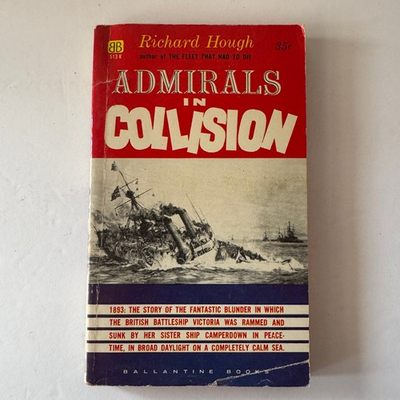 BB
512 K
Richard Hough
35¢
author of THE FLEET THAT HAD TO DIE
ADMIRALS
IN
COLLISION
1893: THE STORY OF THE FANTASTIC BLUNDER IN WHICH
THE BRITISH BATTLESHIP VICTORIA WAS RAMMED AND
SUNK BY HER SISTER SHIP CAMPERDOWN IN PEACE-
TIME, IN BROAD DAYLIGHT ON A COMPLETELY CALM SEA.
BALLANTINE BOOKS